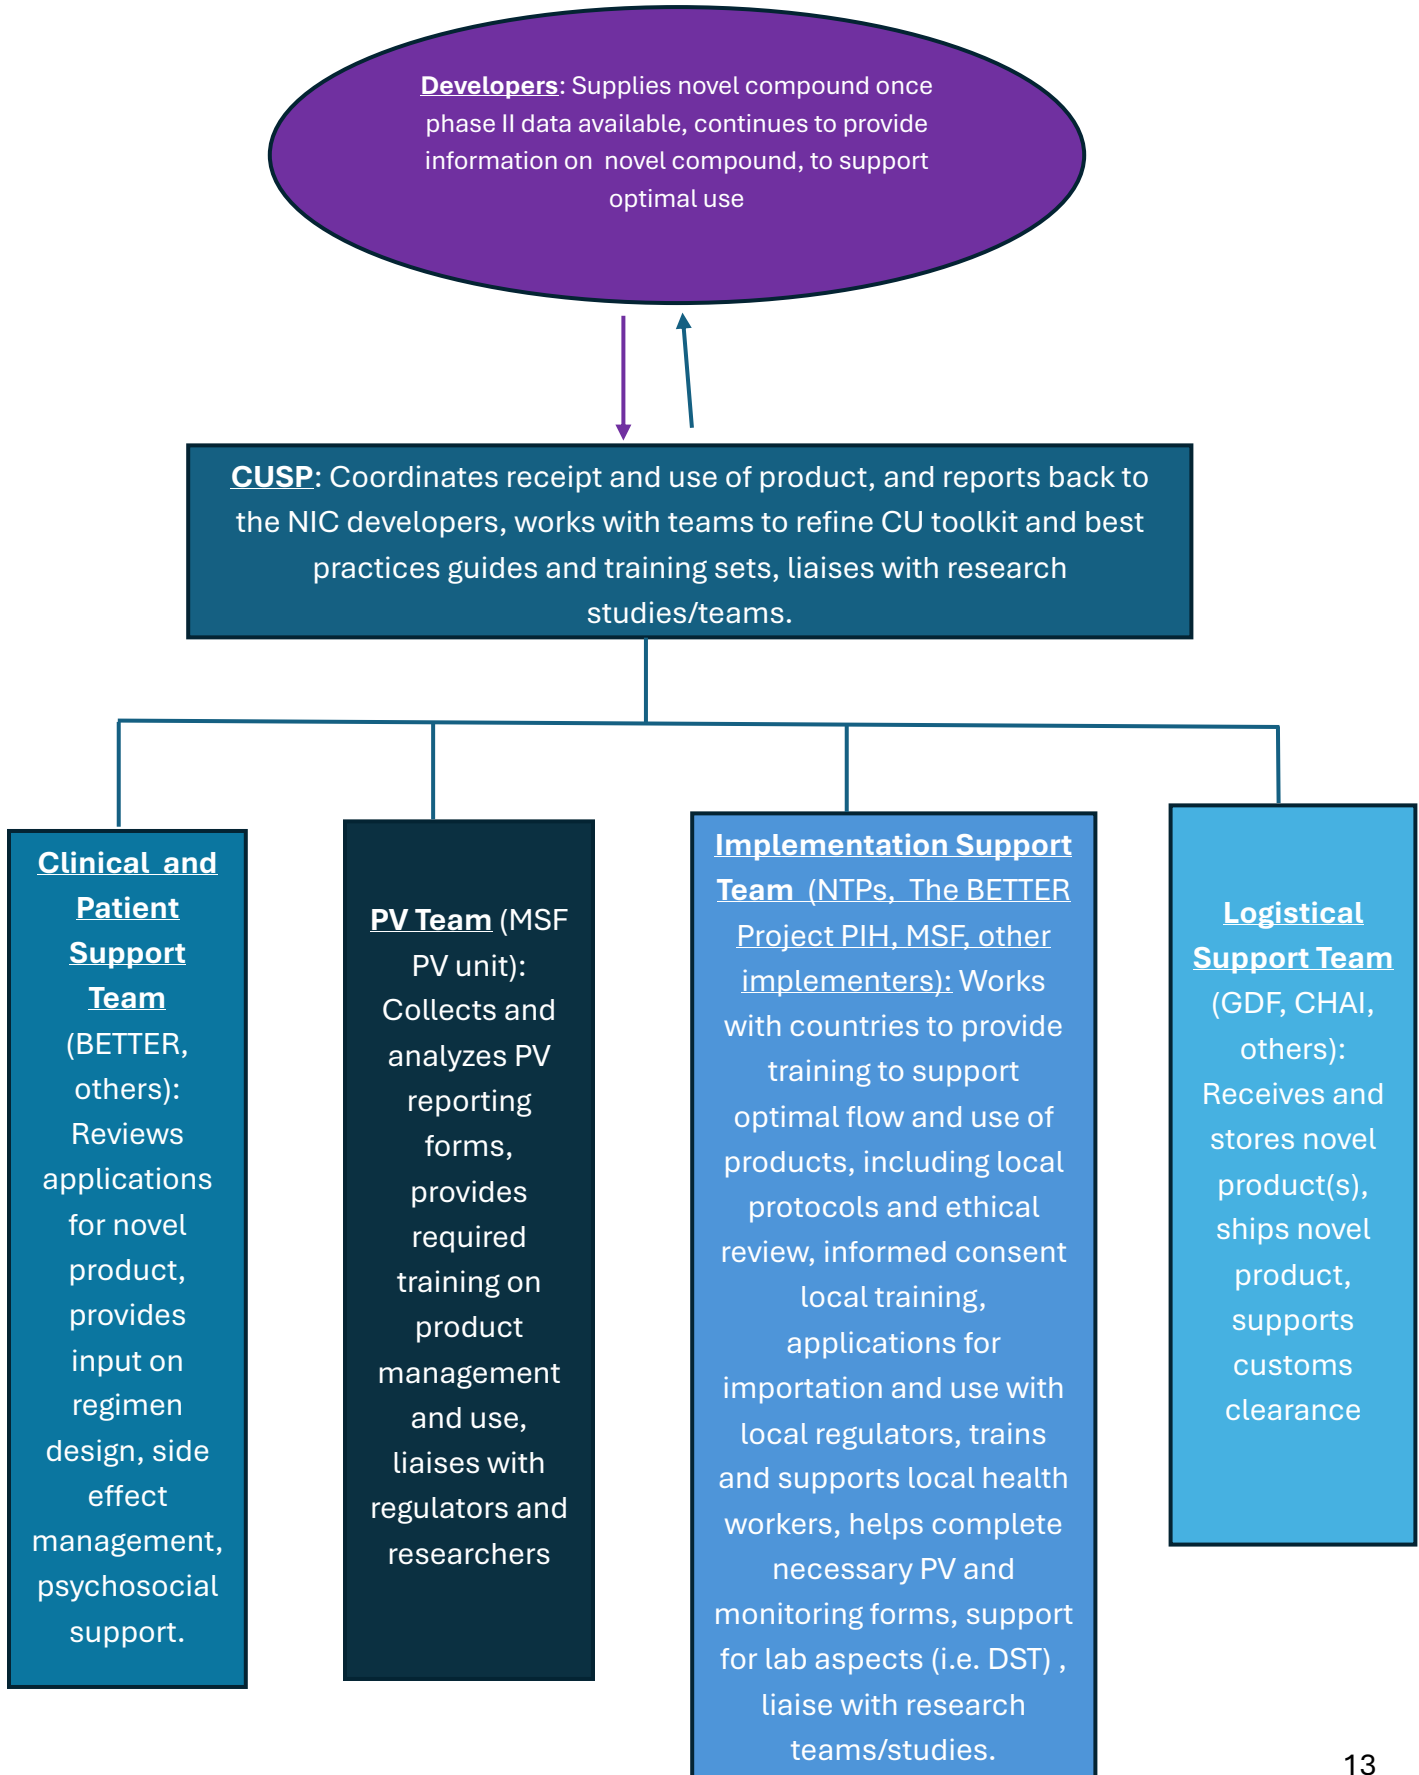 Developers: Supplies novel compound once
phase II data available, continues to provide
information on  novel compound, to support
optimal use
CUSP: Coordinates receipt and use of product, and reports back to
the NIC developers, works with teams to refine CU toolkit and best
practices guides and training sets, liaises with research
studies/teams.
Clinical  and
Patient
Support
Team
(BETTER,
others):
Reviews
applications
for novel
product,
provides
input on
regimen
design, side
effect
management,
psychosocial
support.
PV Team (MSF
PV unit):
Collects and
analyzes PV
reporting
forms,
provides
required
training on
product
management
and use,
liaises with
regulators and
researchers
Implementation Support
Team  (NTPs,  The BETTER
Project PIH, MSF, other
implementers): Works
with countries to provide
training to support
optimal flow and use of
products, including local
protocols and ethical
review, informed consent
local training,
applications for
importation and use with
local regulators, trains
and supports local health
workers, helps complete
necessary PV and
monitoring forms, support
for lab aspects (i.e. DST) ,
liaise with research
teams/studies.
Logistical
Support Team
(GDF, CHAI,
others):
Receives and
stores novel
product(s),
ships novel
product,
supports
customs
clearance
13